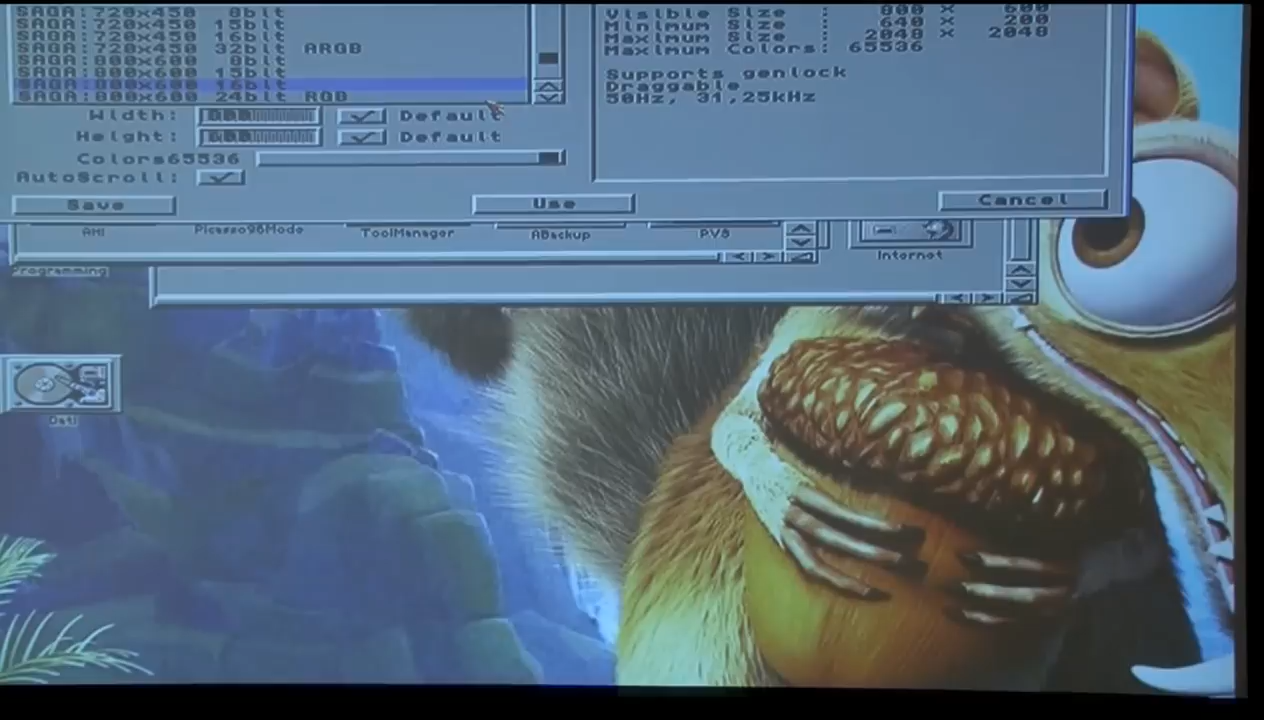 SAGA:720x450 8bit
SAGA:720x450 15bit
SAGA:720x450 16bit
SAGA:720x450 32bit ARGB
SAGA:800x600 8bit
SAGA:800x600 15bit
SAGA:800x600 16bit
SAGA:800x600 24bit RGB
Visible Size : 800 x 600
Minimum Size : 640 x 200
Maximum Size : 2048 x 2048
Maximum Colors: 65536
Supports genlock
Draggable
50Hz, 31,25kHz
Width: Default
Height: Default
Colors65536
AutoScroll:
Save Use Cancel
AHI Picasso96Mode ToolManager ABackup
Internet
Programming